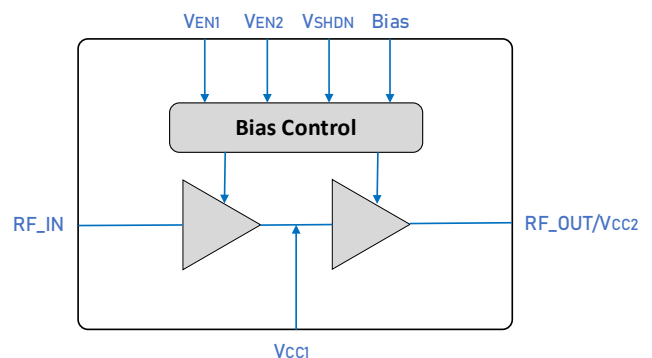 VEN1 VEN2 VSHDN Bias
Bias Control
RF_IN
RF_OUT/VCC2
VCC1